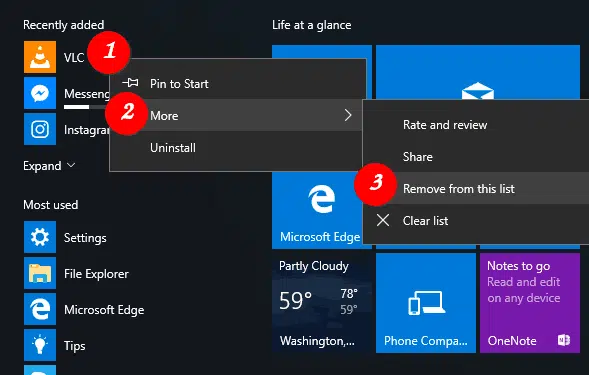 Recently added
Life at a glance
VLC
1
Pin to Start
Messeng
2
More
Instagra
Uninstall
Expand
Rate and review
Share
3
Remove from this list
Clear list
Most used
Settings
File Explorer
Microsoft Edge
Tips
Microsoft Edge
Partly Cloudy
59°
78°
59°
Washington,...
Phone Compa...
Notes to go
Read and edit
on any device
OneNote